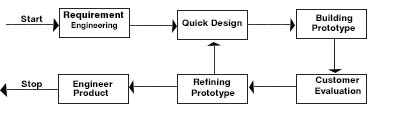 Start
Requirement
Engineering
Quick Design
Building
Prototype
Stop
Engineer
Product
Refining
Prototype
Customer
Evaluation